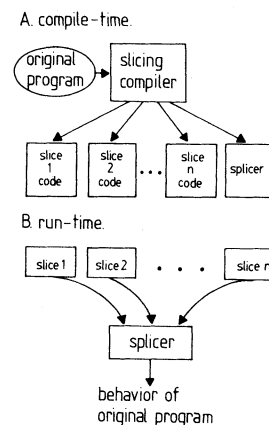 A. compile-time.
original
program
slicing
compiler
slice
1
code
slice
2
code
...
slice
n
code
splicer
B. run-time.
slice 1
slice 2
. . .
slice n
splicer
behavior of
original program